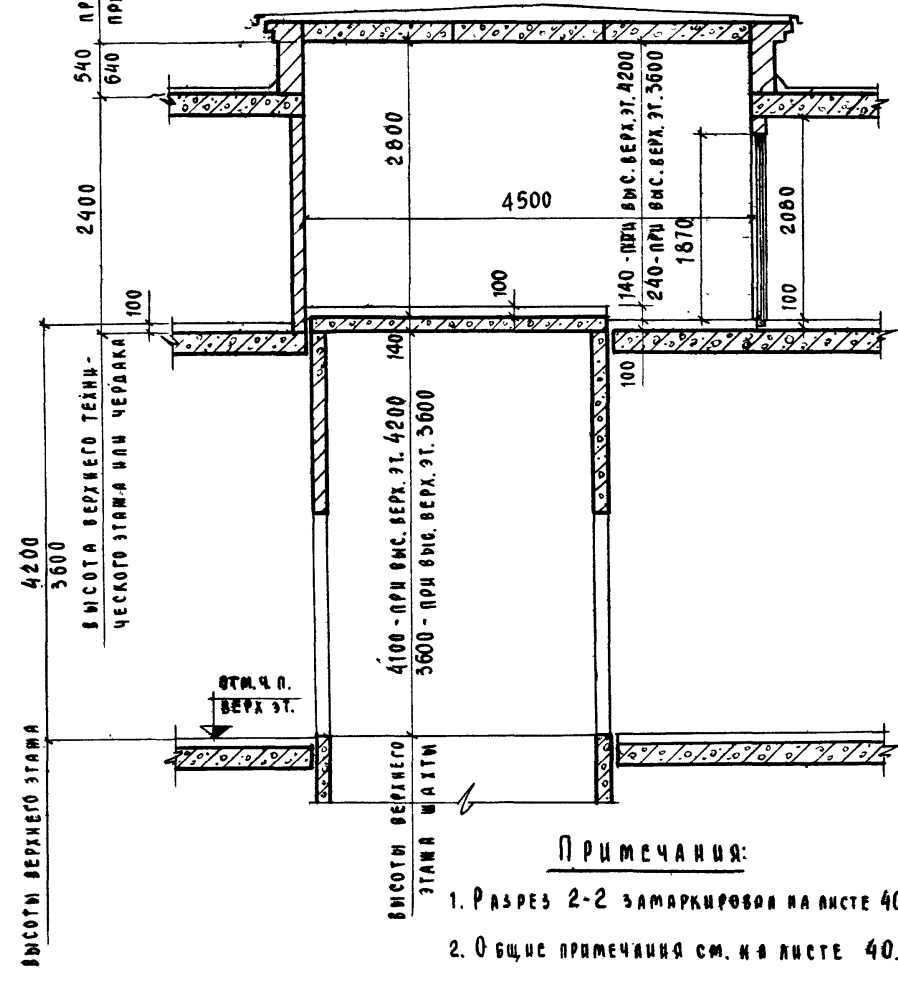 ПР
ПРИ
540
640
2400
100
ВЫСОТА ВЕРХНЕГО ТЕХНИ-
ЧЕСКОГО ЭТАЖА ИЛИ ЧЕРДАКА
4200
3600
ВЫСОТЫ ВЕРХНЕГО ЭТАЖА
ОТМ. Ч. П.
ВЕРХ ЭТ.
2800
4500
100
140
4100 - ПРИ ВЫС. ВЕРХ. ЭТ. 4200
3600 - ПРИ ВЫС. ВЕРХ. ЭТ. 3600
ВЫСОТЫ ВЕРХНЕГО
ЭТАЖА ШАХТЫ
140 - ПРИ ВЫС. ВЕРХ. ЭТ. 4200
240 - ПРИ ВЫС. ВЕРХ. ЭТ. 3600
100
1870
2080
100
ПРИМЕЧАНИЯ:
1. РАЗРЕЗ 2-2 ЗАМАРКИРОВАН НА ЛИСТЕ 40
2. ОБЩИЕ ПРИМЕЧАНИЯ СМ. НА ЛИСТЕ 40.